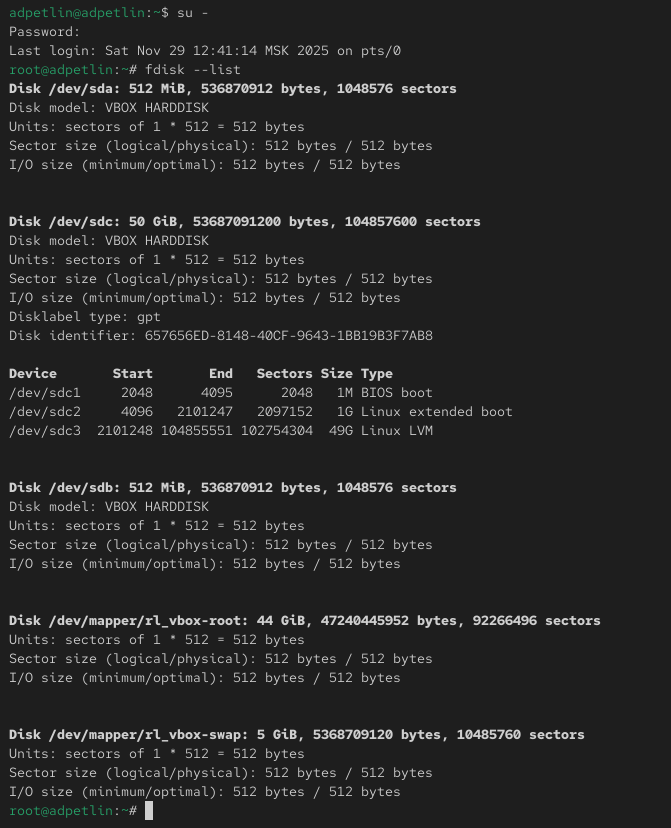 adpetlin@adpetlin:~$ su -
Password:
Last login: Sat Nov 29 12:41:14 MSK 2025 on pts/0
root@adpetlin:~# fdisk --list
Disk /dev/sda: 512 MiB, 536870912 bytes, 1048576 sectors
Disk model: VBOX HARDDISK
Units: sectors of 1 * 512 = 512 bytes
Sector size (logical/physical): 512 bytes / 512 bytes
I/O size (minimum/optimal): 512 bytes / 512 bytes
Disk /dev/sdc: 50 GiB, 53687091200 bytes, 104857600 sectors
Disk model: VBOX HARDDISK
Units: sectors of 1 * 512 = 512 bytes
Sector size (logical/physical): 512 bytes / 512 bytes
I/O size (minimum/optimal): 512 bytes / 512 bytes
Disklabel type: gpt
Disk identifier: 657656ED-8148-40CF-9643-1BB19B3F7AB8
Device       Start       End   Sectors Size Type
/dev/sdc1     2048      4095      2048   1M BIOS boot
/dev/sdc2     4096   2101247   2097152   1G Linux extended boot
/dev/sdc3  2101248 104855551 102754304  49G Linux LVM
Disk /dev/sdb: 512 MiB, 536870912 bytes, 1048576 sectors
Disk model: VBOX HARDDISK
Units: sectors of 1 * 512 = 512 bytes
Sector size (logical/physical): 512 bytes / 512 bytes
I/O size (minimum/optimal): 512 bytes / 512 bytes
Disk /dev/mapper/rl_vbox-root: 44 GiB, 47240445952 bytes, 92266496 sectors
Units: sectors of 1 * 512 = 512 bytes
Sector size (logical/physical): 512 bytes / 512 bytes
I/O size (minimum/optimal): 512 bytes / 512 bytes
Disk /dev/mapper/rl_vbox-swap: 5 GiB, 5368709120 bytes, 10485760 sectors
Units: sectors of 1 * 512 = 512 bytes
Sector size (logical/physical): 512 bytes / 512 bytes
I/O size (minimum/optimal): 512 bytes / 512 bytes
root@adpetlin:~#